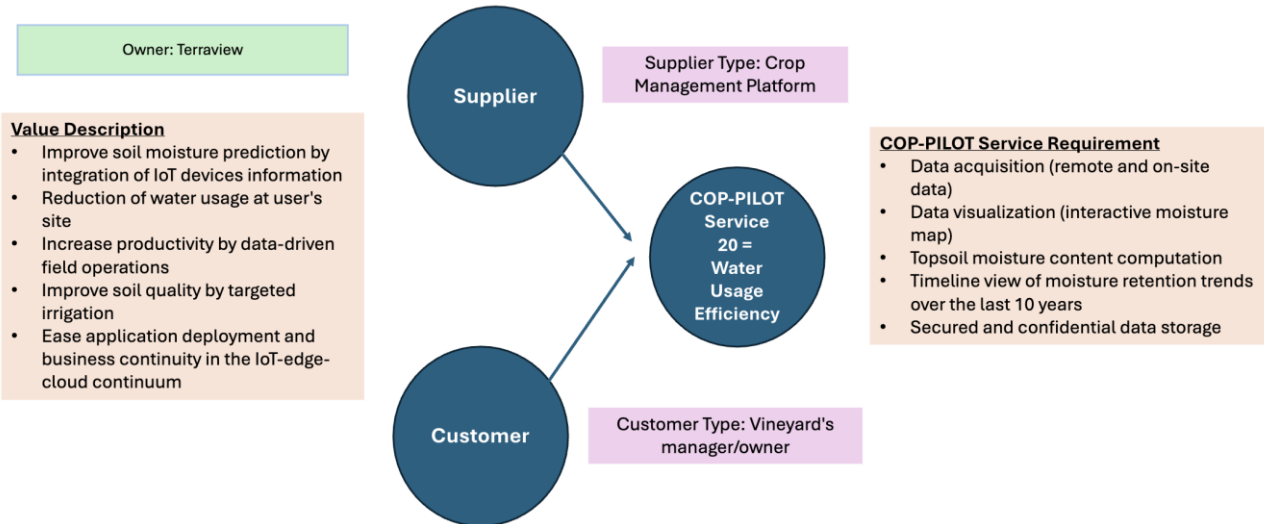 Owner: Terraview
Supplier
Supplier Type: Crop
Management Platform
Value Description
• Improve soil moisture prediction by
integration of IoT devices information
• Reduction of water usage at user's
site
• Increase productivity by data-driven
field operations
• Improve soil quality by targeted
irrigation
• Ease application deployment and
business continuity in the IoT-edge-
cloud continuum
COP-PILOT
Service
20 =
Water
Usage
Efficiency
COP-PILOT Service Requirement
• Data acquisition (remote and on-site
data)
• Data visualization (interactive moisture
map)
• Topsoil moisture content computation
• Timeline view of moisture retention trends
over the last 10 years
• Secured and confidential data storage
Customer
Customer Type: Vineyard's
manager/owner